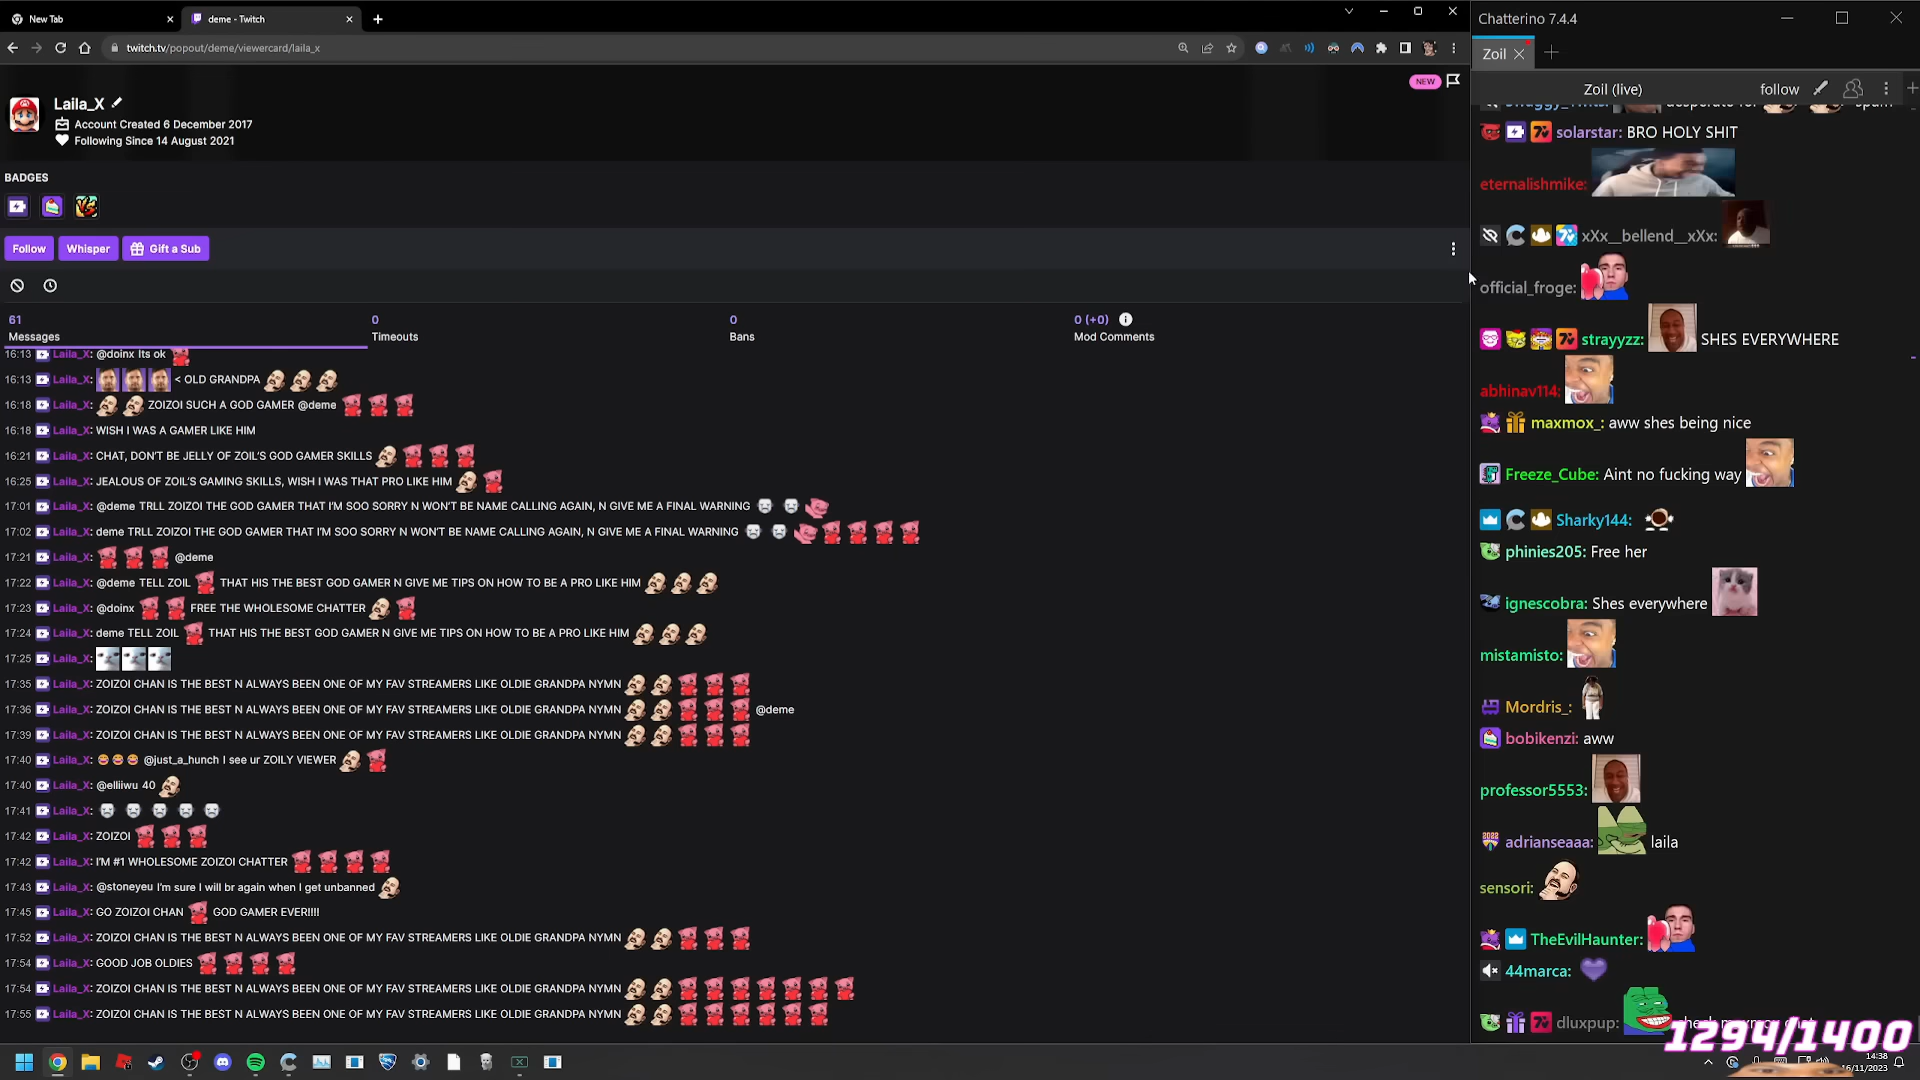 New Tab
deme - Twitch
twitch.tv/popout/deme/viewercard/laila_x
NEW
Laila_X
Account Created 6 December 2017
Following Since 14 August 2021
BADGES
Follow
Whisper
Gift a Sub
61
Messages
0
Timeouts
0
Bans
0 (+0)
Mod Comments
16:13 Laila_X: @doinx Its ok
16:13 Laila_X: < OLD GRANDPA
16:18 Laila_X: ZOIZOI SUCH A GOD GAMER @deme
16:18 Laila_X: WISH I WAS A GAMER LIKE HIM
16:21 Laila_X: CHAT, DON'T BE JELLY OF ZOIL'S GOD GAMER SKILLS
16:25 Laila_X: JEALOUS OF ZOIL'S GAMING SKILLS, WISH I WAS THAT PRO LIKE HIM
17:01 Laila_X: @deme TRLL ZOIZOI THE GOD GAMER THAT I'M SOO SORRY N WON'T BE NAME CALLING AGAIN, N GIVE ME A FINAL WARNING
17:02 Laila_X: deme TRLL ZOIZOI THE GOD GAMER THAT I'M SOO SORRY N WON'T BE NAME CALLING AGAIN, N GIVE ME A FINAL WARNING
17:21 Laila_X: @deme
17:22 Laila_X: @deme TELL ZOIL THAT HIS THE BEST GOD GAMER N GIVE ME TIPS ON HOW TO BE A PRO LIKE HIM
17:23 Laila_X: @doinx FREE THE WHOLESOME CHATTER
17:24 Laila_X: deme TELL ZOIL THAT HIS THE BEST GOD GAMER N GIVE ME TIPS ON HOW TO BE A PRO LIKE HIM
17:25 Laila_X:
17:35 Laila_X: ZOIZOI CHAN IS THE BEST N ALWAYS BEEN ONE OF MY FAV STREAMERS LIKE OLDIE GRANDPA NYMN
17:36 Laila_X: ZOIZOI CHAN IS THE BEST N ALWAYS BEEN ONE OF MY FAV STREAMERS LIKE OLDIE GRANDPA NYMN @deme
17:39 Laila_X: ZOIZOI CHAN IS THE BEST N ALWAYS BEEN ONE OF MY FAV STREAMERS LIKE OLDIE GRANDPA NYMN
17:40 Laila_X: @just_a_hunch I see ur ZOILY VIEWER
17:40 Laila_X: @elliiwu 40
17:41 Laila_X:
17:42 Laila_X: ZOIZOI
17:42 Laila_X: I'M #1 WHOLESOME ZOIZOI CHATTER
17:43 Laila_X: @stoneyeu I'm sure I will br again when I get unbanned
17:45 Laila_X: GO ZOIZOI CHAN GOD GAMER EVER!!!!
17:52 Laila_X: ZOIZOI CHAN IS THE BEST N ALWAYS BEEN ONE OF MY FAV STREAMERS LIKE OLDIE GRANDPA NYMN
17:54 Laila_X: GOOD JOB OLDIES
17:54 Laila_X: ZOIZOI CHAN IS THE BEST N ALWAYS BEEN ONE OF MY FAV STREAMERS LIKE OLDIE GRANDPA NYMN
17:55 Laila_X: ZOIZOI CHAN IS THE BEST N ALWAYS BEEN ONE OF MY FAV STREAMERS LIKE OLDIE GRANDPA NYMN
Chatterino 7.4.4
Zoil
Zoil (live)
follow
solarstar: BRO HOLY SHIT
eternalishmike:
xXx__bellend__xXx:
official_froge:
strayyzz: SHES EVERYWHERE
abhinav114:
maxmox_: aww shes being nice
Freeze_Cube: Aint no fucking way
Sharky144:
phinies205: Free her
ignescobra: Shes everywhere
mistamisto:
Mordris_:
bobikenzi: aww
professor5553:
adrianseaaa: laila
sensori:
TheEvilHaunter:
44marca:
dluxpup:
1294/1400
14:38
16/11/2023